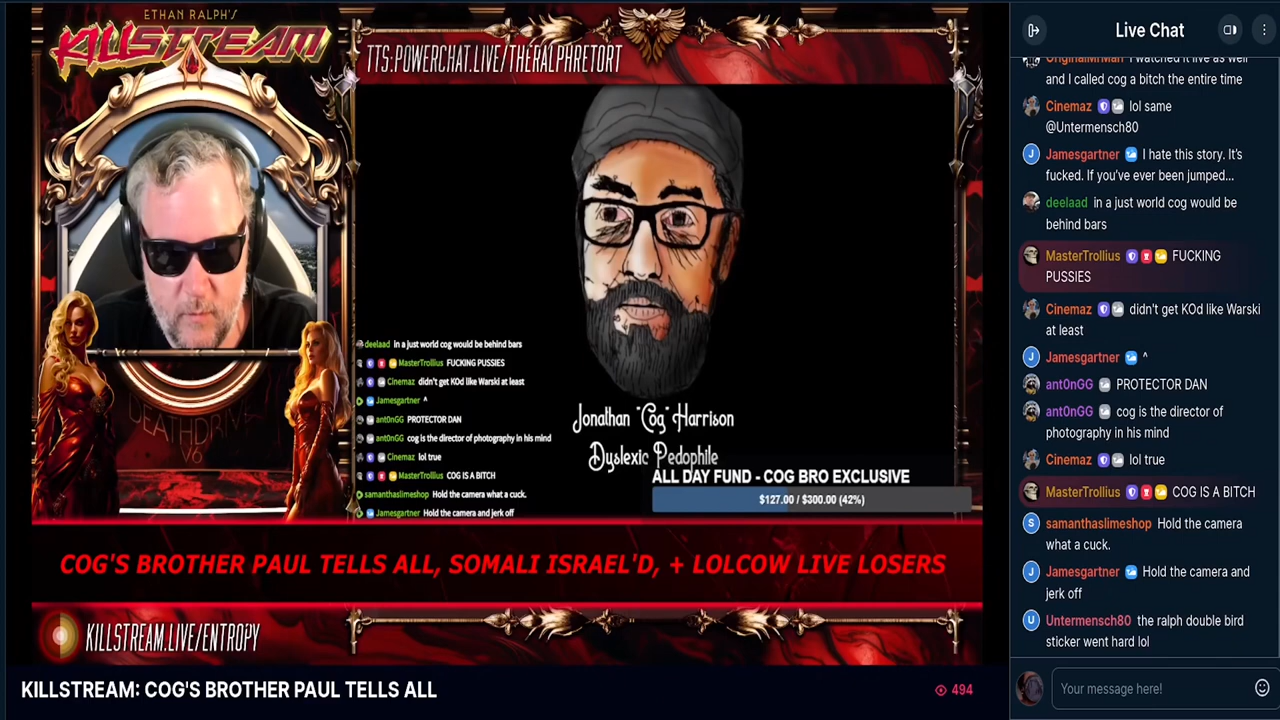 ETHAN RALPH'S
KILLSTREAM
TTS:POWERCHAT.LIVE/THERALPHRETORT
deelaad in a just world cog would be behind bars
MasterTrollius FUCKING PUSSIES
Cinemaz didn't get KOd like Warski at least
Jamesgartner ^
ant0nGG PROTECTOR DAN
ant0nGG cog is the director of photography in his mind
Cinemaz lol true
MasterTrollius COG IS A BITCH
samanthaslimeshop Hold the camera what a cuck.
Jamesgartner Hold the camera and jerk off
Jonathan "Cog" Harrison
Dyslexic Pedophile
ALL DAY FUND - COG BRO EXCLUSIVE
$127.00 / $300.00 (42%)
DEATHDRIVE
V6
COG'S BROTHER PAUL TELLS ALL, SOMALI ISRAEL'D, + LOLCOW LIVE LOSERS
KILLSTREAM.LIVE/ENTROPY
KILLSTREAM: COG'S BROTHER PAUL TELLS ALL
494
Live Chat
OriginalMrMan I watched it live as well
and I called cog a bitch the entire time
Cinemaz lol same
@Untermensch80
J Jamesgartner I hate this story. It's
fucked. If you've ever been jumped...
deelaad in a just world cog would be
behind bars
MasterTrollius FUCKING
PUSSIES
Cinemaz didn't get KOd like Warski
at least
J Jamesgartner ^
ant0nGG PROTECTOR DAN
ant0nGG cog is the director of
photography in his mind
Cinemaz lol true
MasterTrollius COG IS A BITCH
S samanthaslimeshop Hold the camera
what a cuck.
J Jamesgartner Hold the camera and
jerk off
U Untermensch80 the ralph double bird
sticker went hard lol
Your message here!